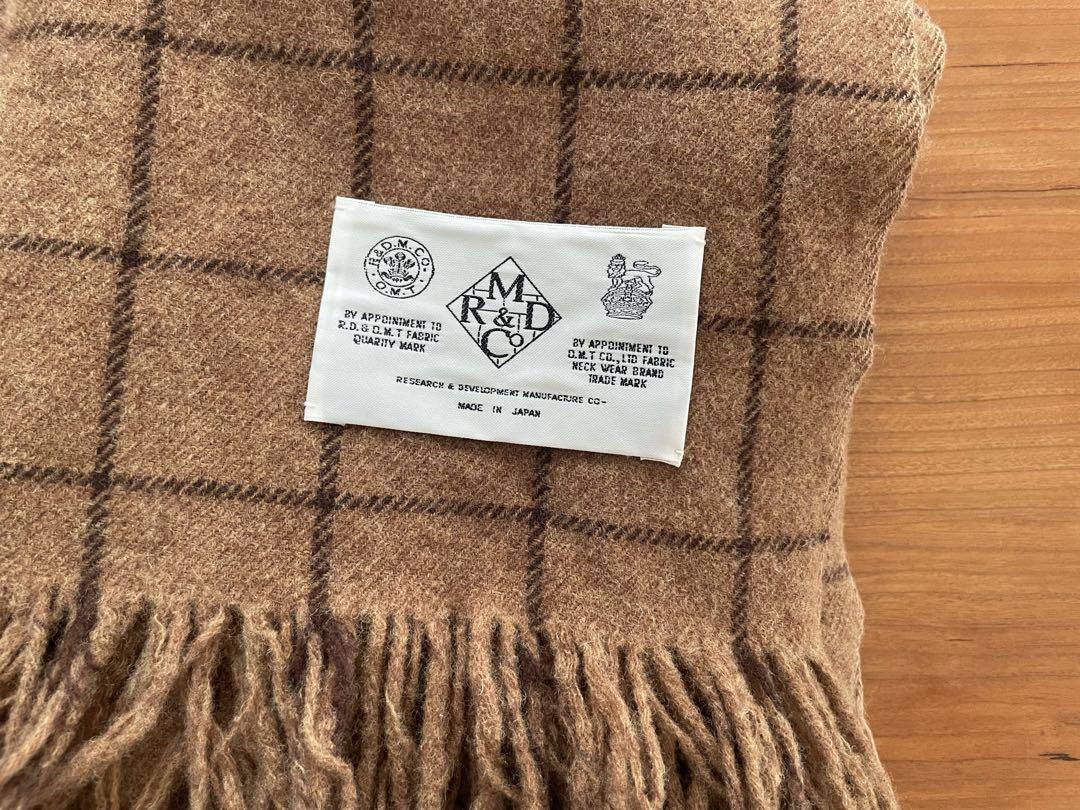 R&D.M.CO-
O.M.T.
BY APPOINTMENT TO
R.D. & O.M.T FABRIC
QUARITY MARK
M
R & D
Co
BY APPOINTMENT TO
O.M.T CO., LTD FABRIC
NECK WEAR BRAND
TRADE MARK
RESEARCH & DEVELOPMENT MANUFACTURE CO-
MADE IN JAPAN